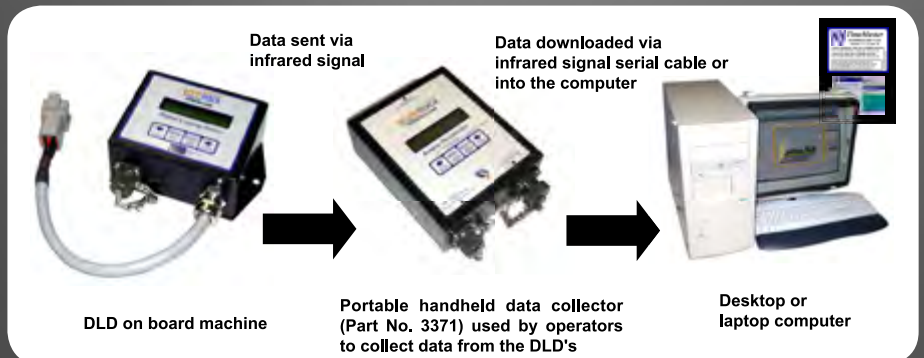 Data sent via
infrared signal
Data downloaded via
infrared signal serial cable or
into the computer
TimeMaster
DLD on board machine
Portable handheld data collector
(Part No. 3371) used by operators
to collect data from the DLD's
Desktop or
laptop computer